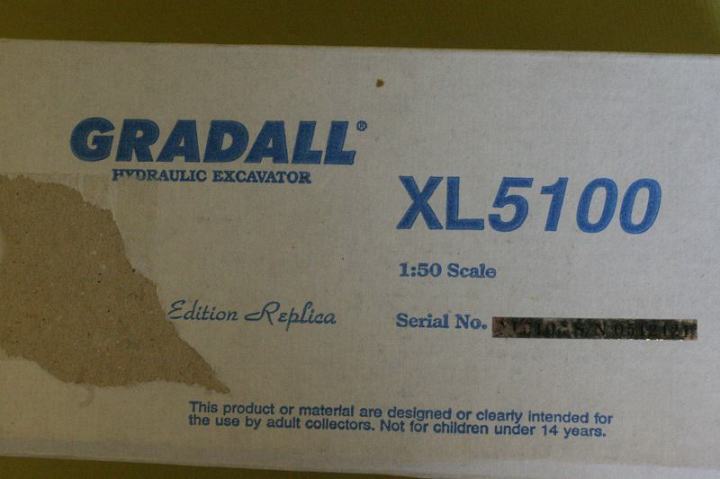 GRADALL®
HYDRAULIC EXCAVATOR
XL5100
1:50 Scale
Edition Replica
Serial No.
This product or material are designed or clearly intended for
the use by adult collectors. Not for children under 14 years.